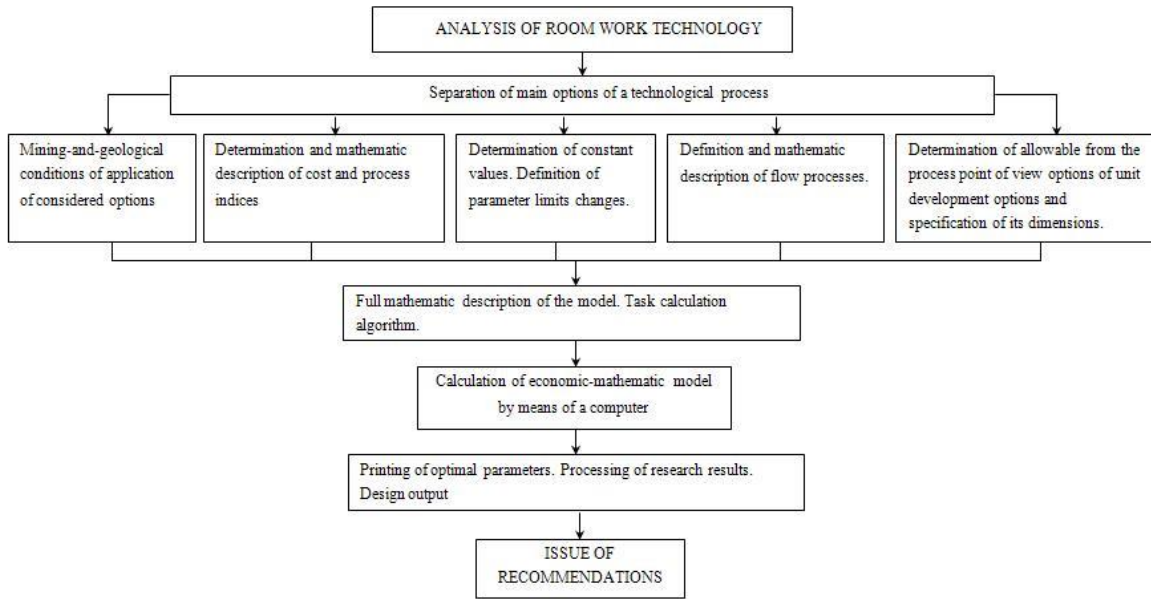 ANALYSIS OF ROOM WORK TECHNOLOGY
Separation of main options of a technological process
Mining-and-geological
conditions of application
of considered options
Determination and mathematic
description of cost and process
indices
Determination of constant
values. Definition of
parameter limits changes.
Definition and mathematic
description of flow processes.
Determination of allowable from the
process point of view options of unit
development options and
specification of its dimensions.
Full mathematic description of the model. Task calculation
algorithm.
Calculation of economic-mathematic model
by means of a computer
Printing of optimal parameters. Processing of research results.
Design output
ISSUE OF
RECOMMENDATIONS